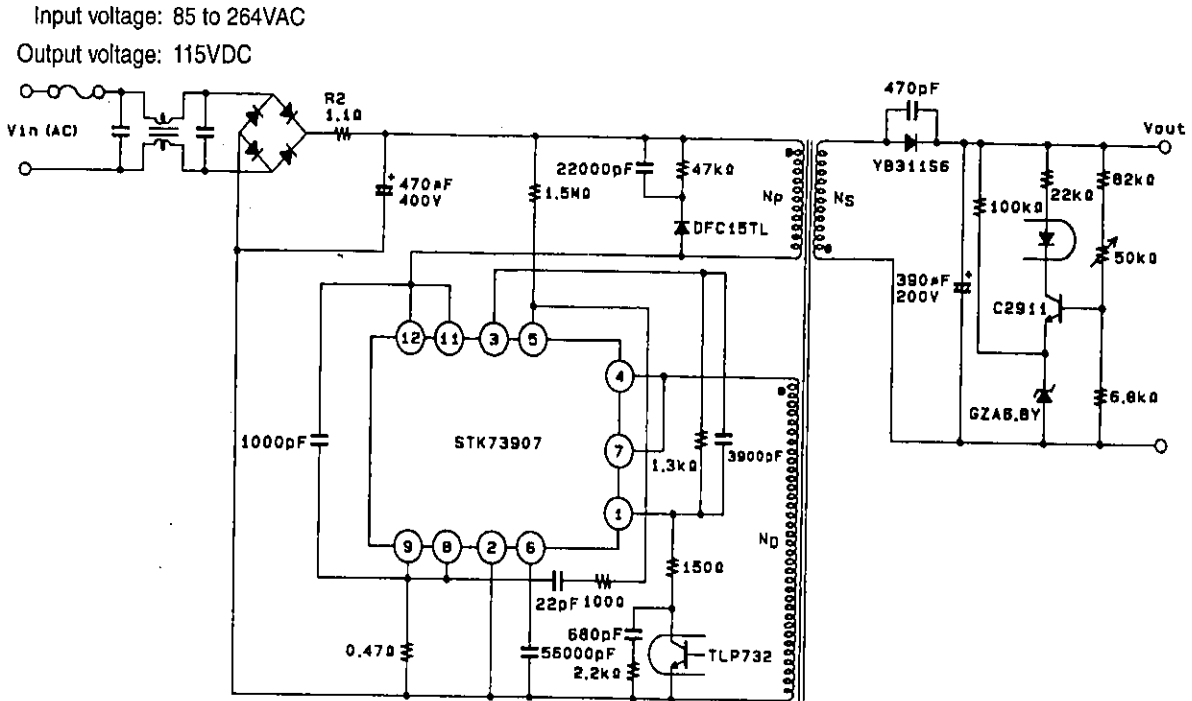 Input voltage: 85 to 264VAC
Output voltage: 115VDC
Vin (AC)
R2
1.1Ω
470μF
400V
1.5MΩ
22000pF
47kΩ
DFC15TL
NP
NS
470pF
YB311S6
Vout
100kΩ
22kΩ
82kΩ
50kΩ
390μF
200V
C2911
GZA6.8Y
6.8kΩ
12
11
3
5
4
7
1
STK73907
1000pF
1.3kΩ
3900pF
9
8
2
6
ND
150Ω
22pF
100Ω
0.47Ω
56000pF
680pF
2.2kΩ
TLP732